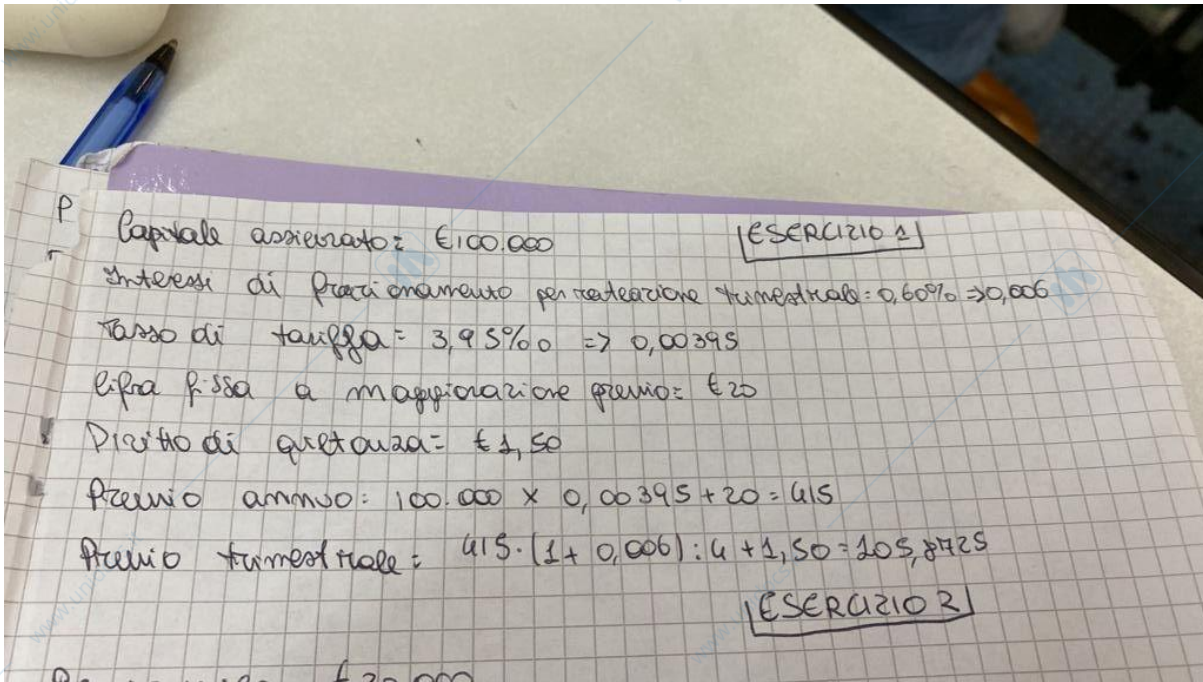 P
Capitale assicurato: €100.000 ESERCIZIO 1
Interessi di frazionamento per rateazione trimestrale: 0,60% => 0,006
Tasso di tariffa = 3,95%0 => 0,00395
Cifra fissa a maggiorazione premio: €20
Diritto di quietanza = €1,50
Premio annuo: 100.000 x 0,00395 + 20 = 415
Premio trimestrale: 415 · (1 + 0,006) : 4 + 1,50 = 105,8725
ESERCIZIO 2